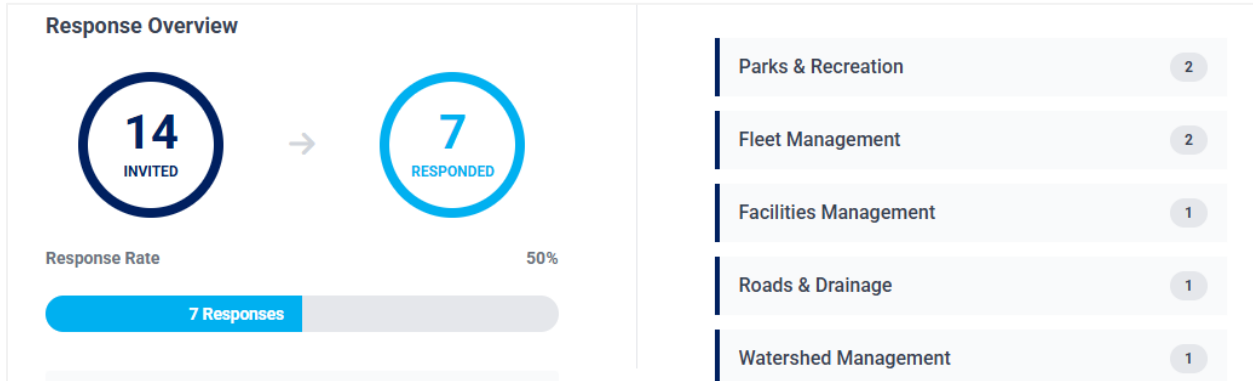 Response Overview
14
INVITED
7
RESPONDED
Response Rate 50%
7 Responses
Parks & Recreation 2
Fleet Management 2
Facilities Management 1
Roads & Drainage 1
Watershed Management 1